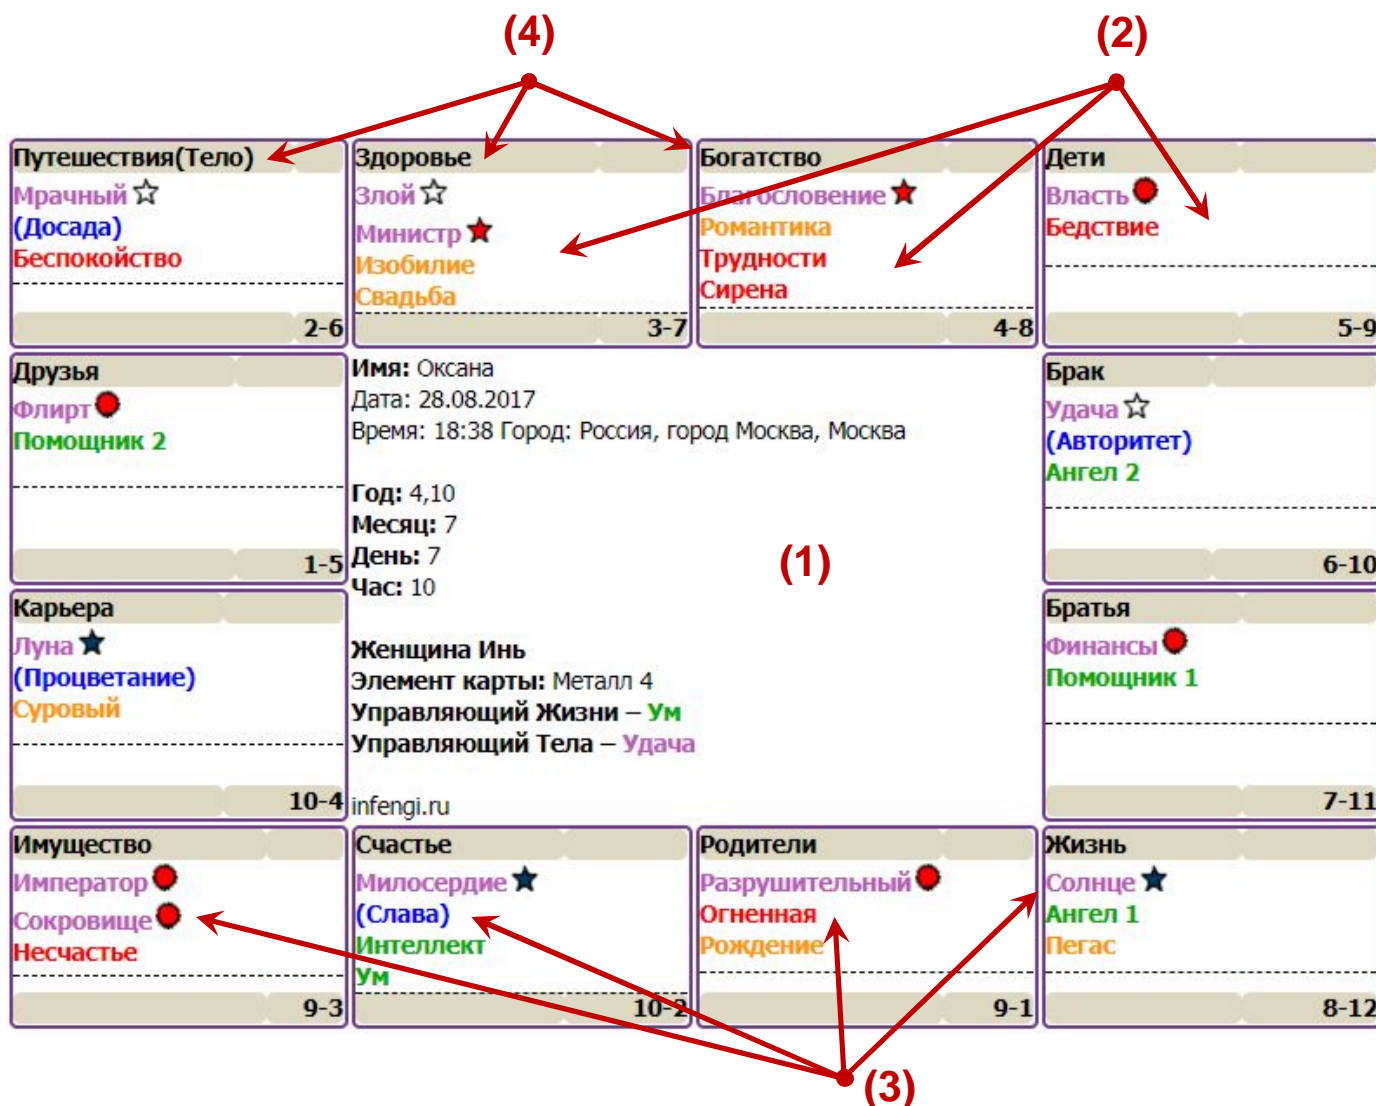 (4)
(2)
Путешествия(Тело)
Мрачный
(Досада)
Беспокойство
2-6
Здоровье
Злой
Министр
Изобилие
Свадьба
3-7
Богатство
Благословение
Романтика
Трудности
Сирена
4-8
Дети
Власть
Бедствие
5-9
Друзья
Флирт
Помощник 2
1-5
Имя: Оксана
Дата: 28.08.2017
Время: 18:38 Город: Россия, город Москва, Москва
Год: 4,10
Месяц: 7
День: 7
Час: 10
(1)
Женщина Инь
Элемент карты: Металл 4
Управляющий Жизни – Ум
Управляющий Тела – Удача
infengi.ru
Брак
Удача
(Авторитет)
Ангел 2
6-10
Карьера
Луна
(Процветание)
Суровый
10-4
Братья
Финансы
Помощник 1
7-11
Имущество
Император
Сокровище
Несчастье
9-3
Счастье
Милосердие
(Слава)
Интеллект
Ум
10-2
Родители
Разрушительный
Огненная
Рождение
9-1
Жизнь
Солнце
Ангел 1
Пегас
8-12
(3)